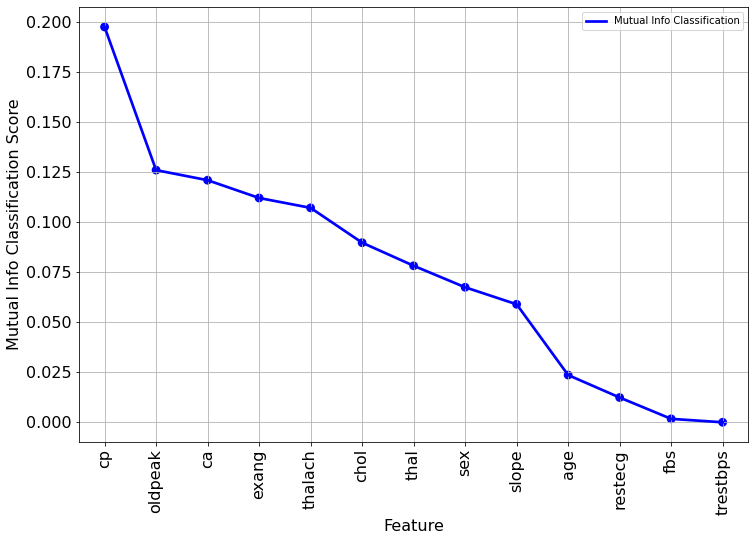 Mutual Info Classification
Mutual Info Classification Score
0.200
0.175
0.150
0.125
0.100
0.075
0.050
0.025
0.000
cp
oldpeak
ca
exang
thalach
chol
thal
sex
slope
age
restecg
fbs
trestbps
Feature